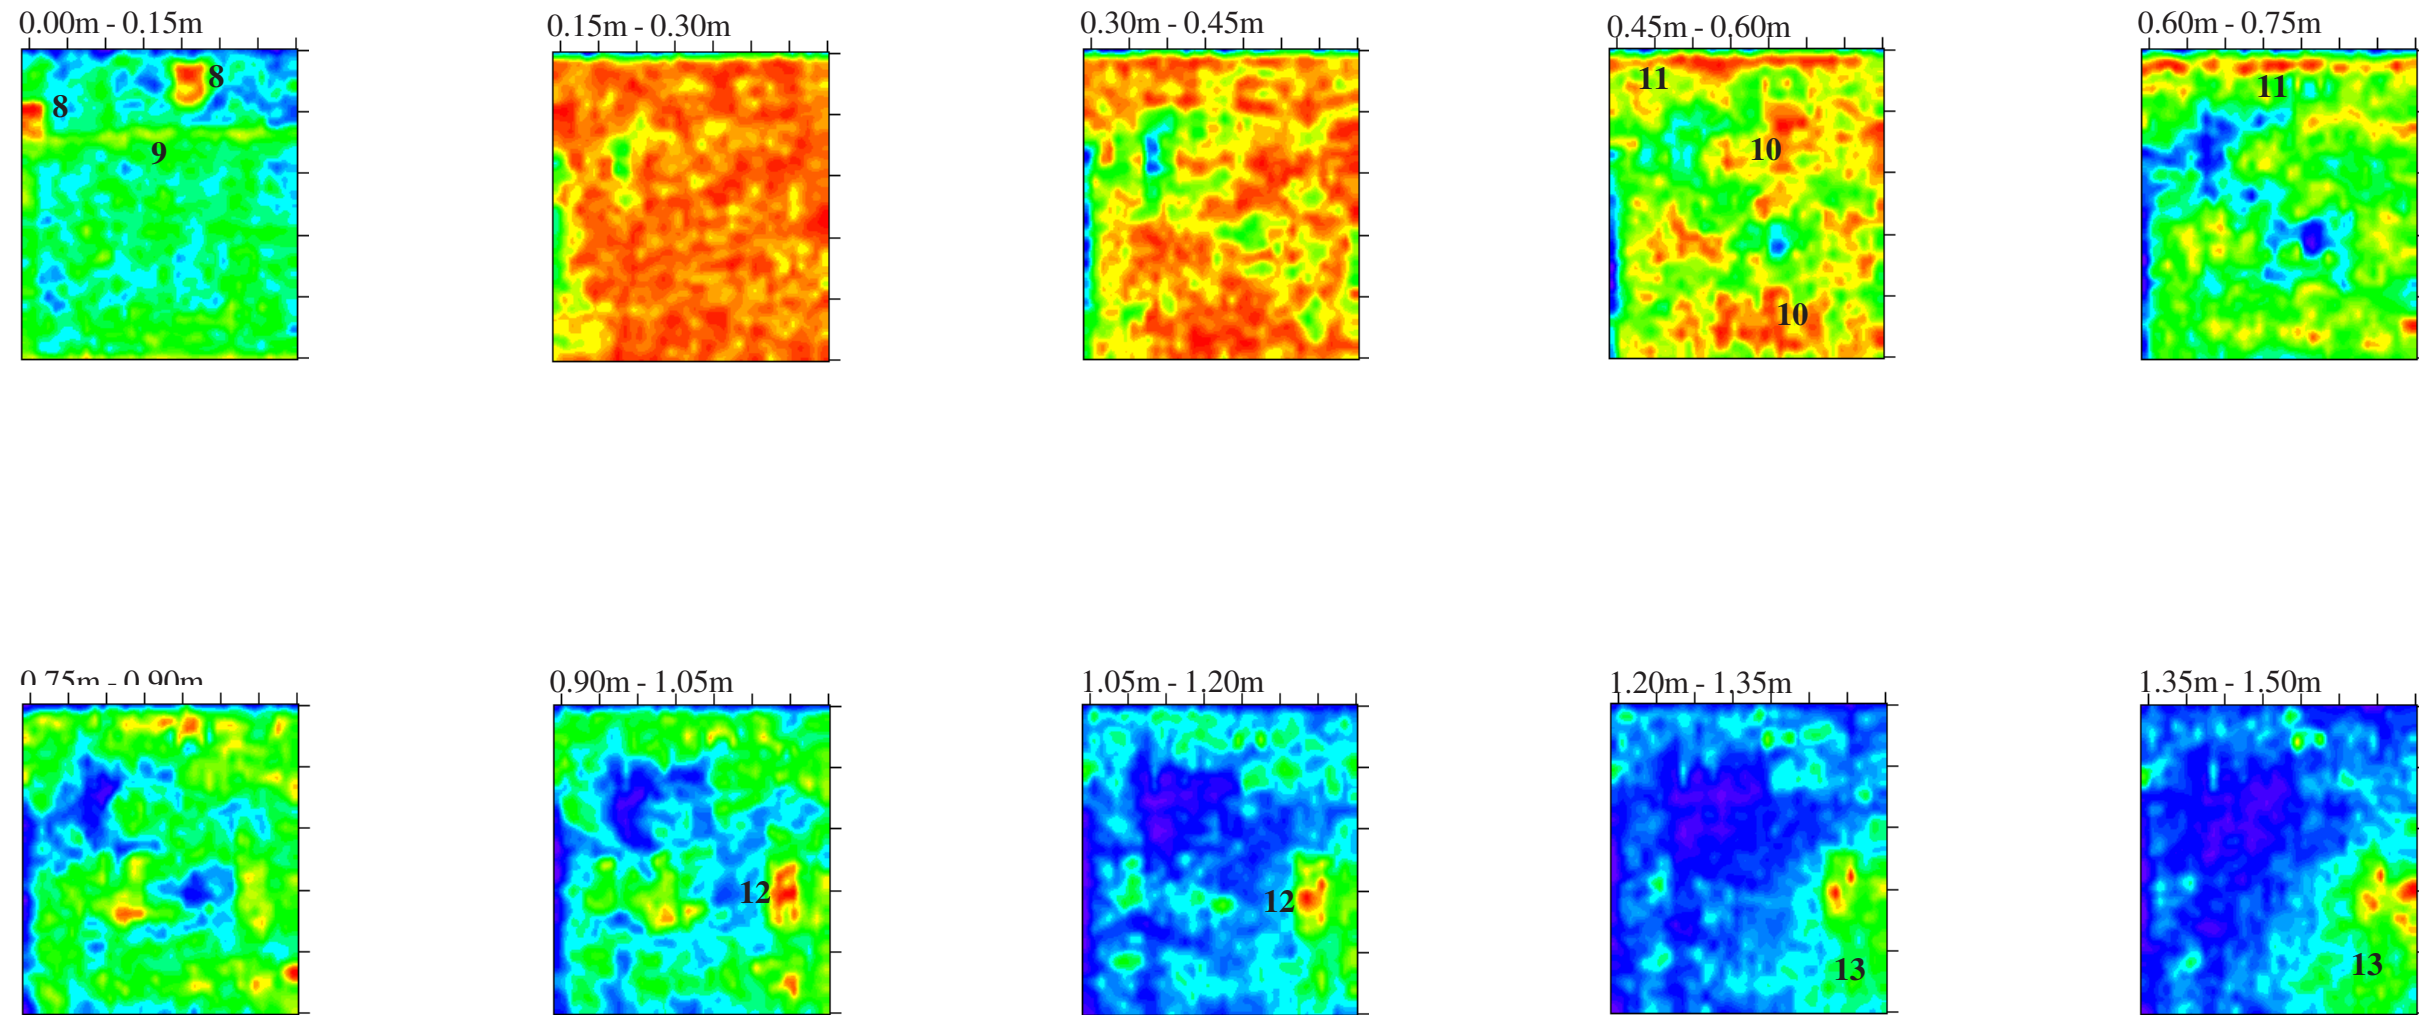 0.00m - 0.15m
0.15m - 0.30m
0.30m - 0.45m
0.45m - 0.60m
0.60m - 0.75m
8
8
9
11
10
10
11
0.75m - 0.90m
0.90m - 1.05m
1.05m - 1.20m
1.20m - 1.35m
1.35m - 1.50m
12
12
13
13